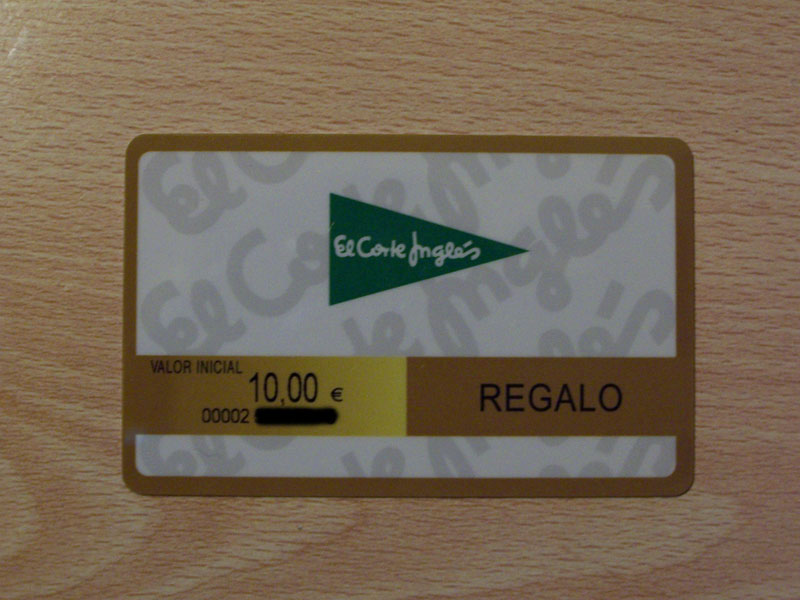 El Corte Inglés
VALOR INICIAL
10,00 €
00002
REGALO